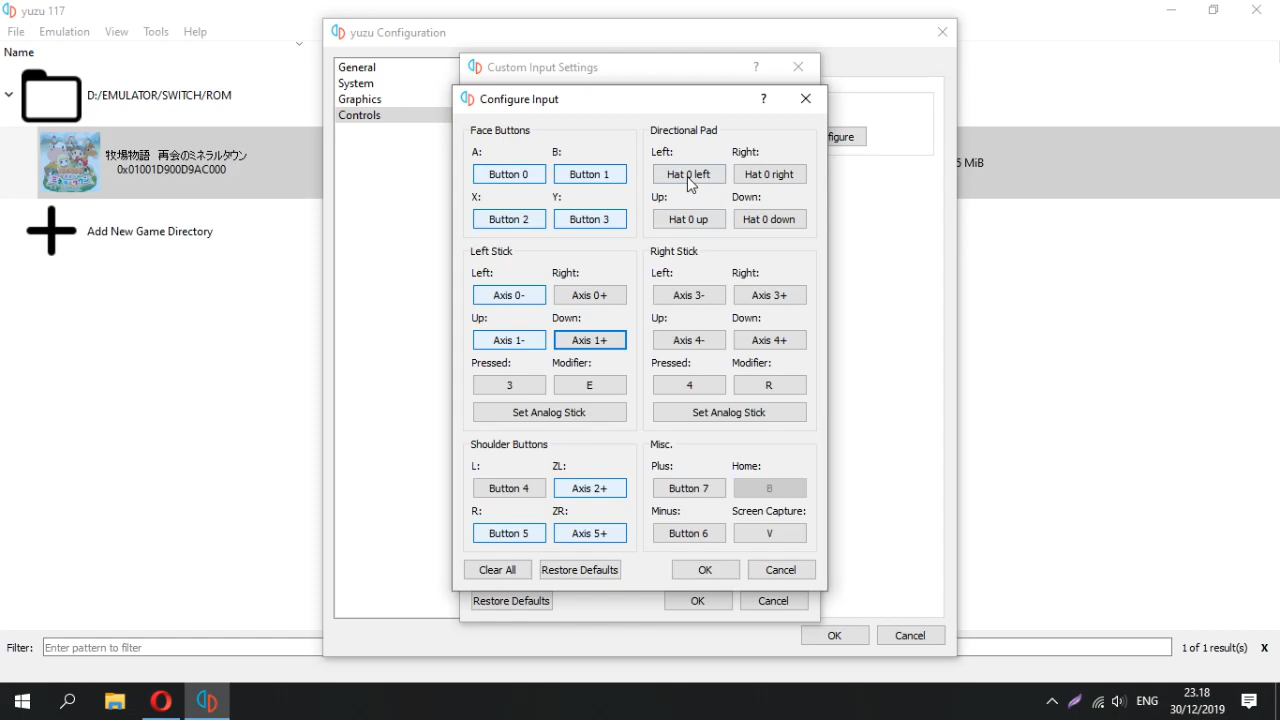 yuzu 117
File Emulation View Tools Help
Name
D:/EMULATOR/SWITCH/ROM
牧場物語 再会のミネラルタウン
0x01001D900D9AC000
Add New Game Directory
5 MiB
Filter: Enter pattern to filter
1 of 1 result(s) X
yuzu Configuration
General
System
Graphics
Controls
figure
OK Cancel
Custom Input Settings ?
Restore Defaults OK Cancel
Configure Input ?
Face Buttons
A: B:
Button 0 Button 1
X: Y:
Button 2 Button 3
Directional Pad
Left: Right:
Hat 0 left Hat 0 right
Up: Down:
Hat 0 up Hat 0 down
Left Stick
Left: Right:
Axis 0- Axis 0+
Up: Down:
Axis 1- Axis 1+
Pressed: Modifier:
3 E
Set Analog Stick
Right Stick
Left: Right:
Axis 3- Axis 3+
Up: Down:
Axis 4- Axis 4+
Pressed: Modifier:
4 R
Set Analog Stick
Shoulder Buttons
L: ZL:
Button 4 Axis 2+
R: ZR:
Button 5 Axis 5+
Misc.
Plus: Home:
Button 7 B
Minus: Screen Capture:
Button 6 V
Clear All Restore Defaults OK Cancel
ENG
23.18
30/12/2019